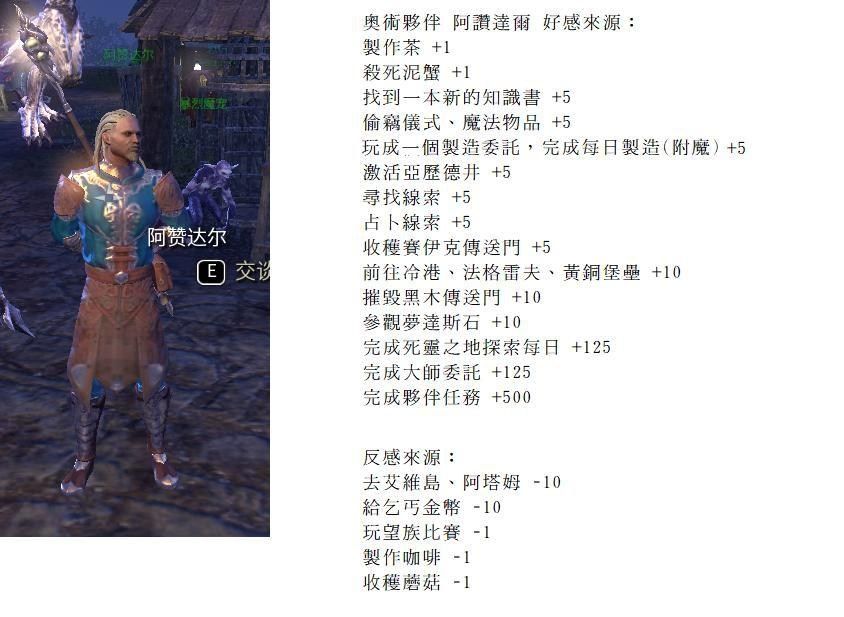 阿赞达尔
暴烈魔宠
阿赞达尔
E 交谈
奧術夥伴 阿讚達爾 好感來源：
製作茶 +1
殺死泥蟹 +1
找到一本新的知識書 +5
偷竊儀式、魔法物品 +5
玩成一個製造委託，完成每日製造(附魔) +5
激活亞歷德井 +5
尋找線索 +5
占卜線索 +5
收穫賽伊克傳送門 +5
前往冷港、法格雷夫、黃銅堡壘 +10
摧毀黑木傳送門 +10
參觀夢達斯石 +10
完成死靈之地探索每日 +125
完成大師委託 +125
完成夥伴任務 +500
反感來源：
去艾維島、阿塔姆 -10
給乞丐金幣 -10
玩望族比賽 -1
製作咖啡 -1
收穫蘑菇 -1